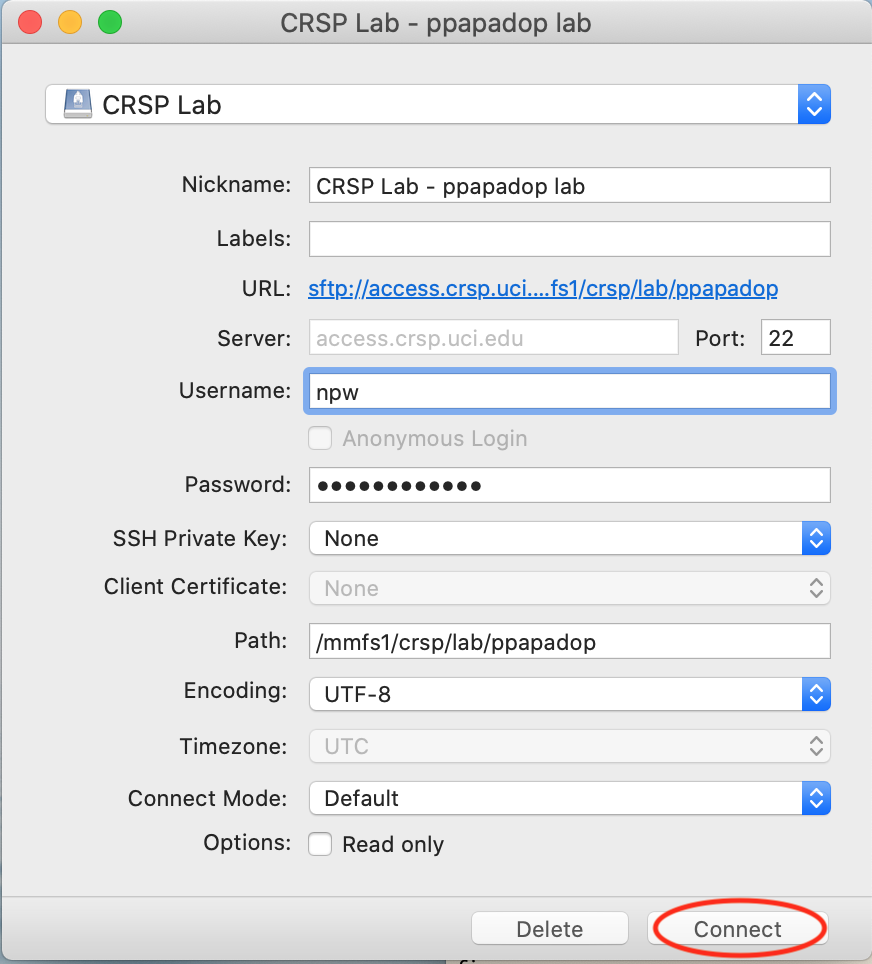 CRSP Lab - ppapadop lab
CRSP Lab
Nickname: CRSP Lab - ppapadop lab
Labels:
URL: sftp://access.crsp.uci....fs1/crsp/lab/ppapadop
Server: access.crsp.uci.edu Port: 22
Username: npw
Anonymous Login
Password: ●●●●●●●●●●●●
SSH Private Key: None
Client Certificate: None
Path: /mmfs1/crsp/lab/ppapadop
Encoding: UTF-8
Timezone: UTC
Connect Mode: Default
Options: Read only
Delete Connect